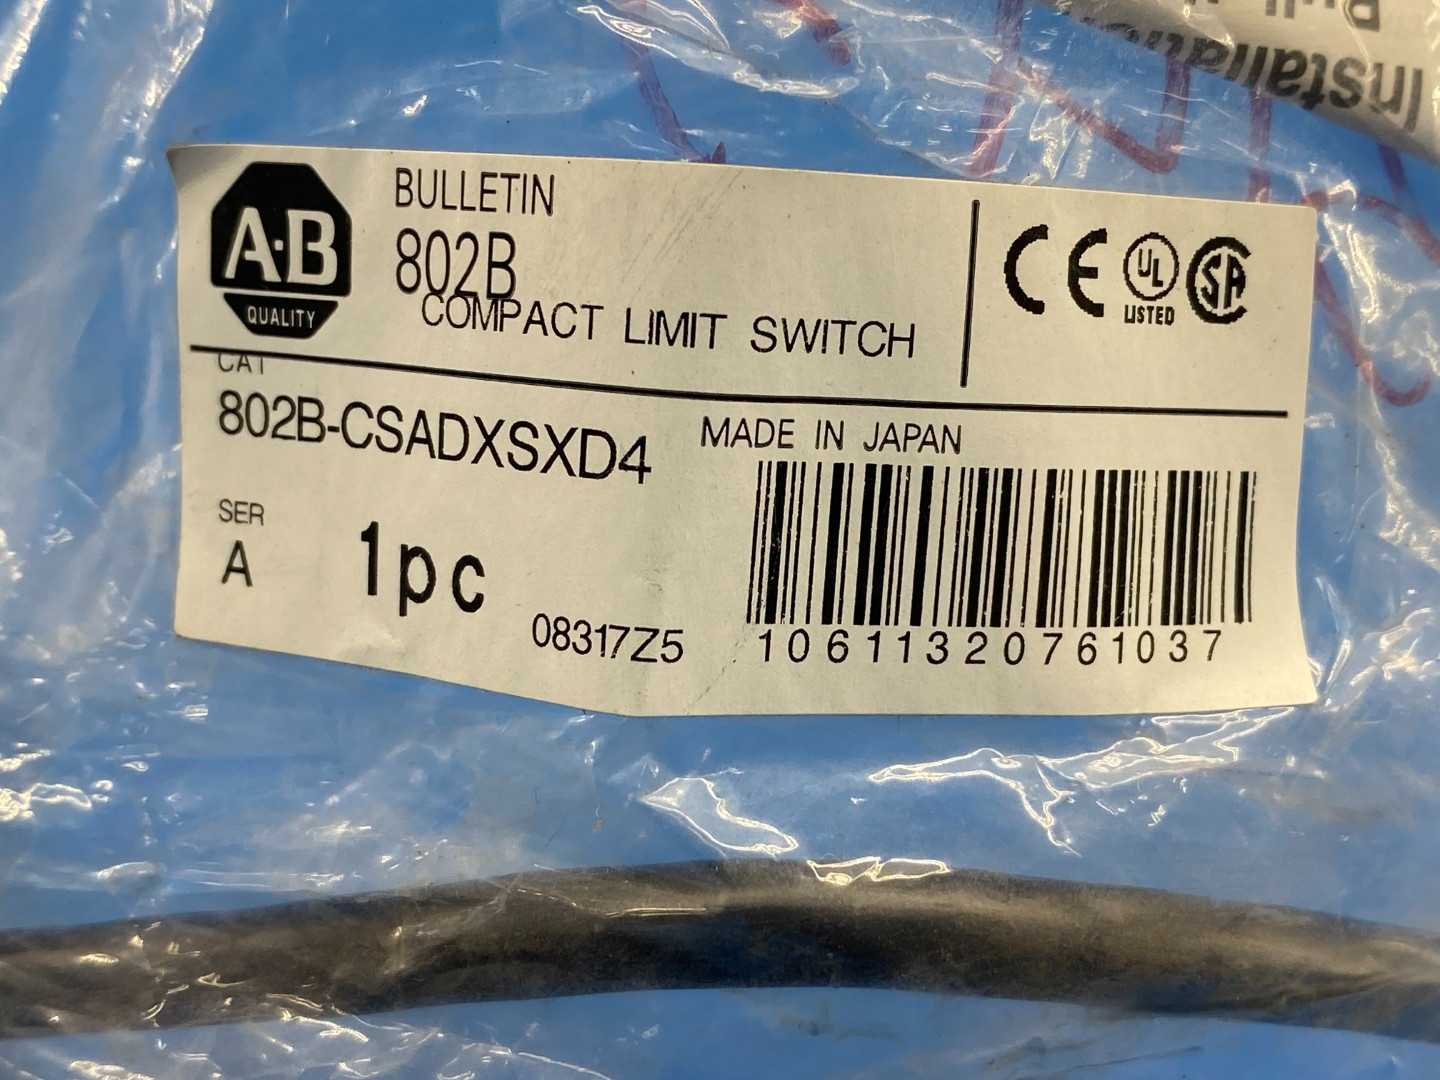 Installation
A·B
QUALITY
BULLETIN
802B
COMPACT LIMIT SWITCH
CE
UL
LISTED
SA
CAT
802B-CSADXSXD4
MADE IN JAPAN
SER
A
1pc
08317Z5
10611320761037